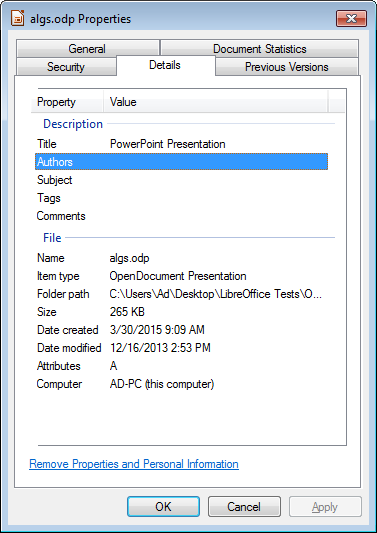 algs.odp Properties
General Document Statistics
Security Details Previous Versions
Property Value
Description
Title PowerPoint Presentation
Authors
Subject
Tags
Comments
File
Name algs.odp
Item type OpenDocument Presentation
Folder path C:\Users\Ad\Desktop\LibreOffice Tests\O...
Size 265 KB
Date created 3/30/2015 9:09 AM
Date modified 12/16/2013 2:53 PM
Attributes A
Computer AD-PC (this computer)
Remove Properties and Personal Information
OK Cancel Apply